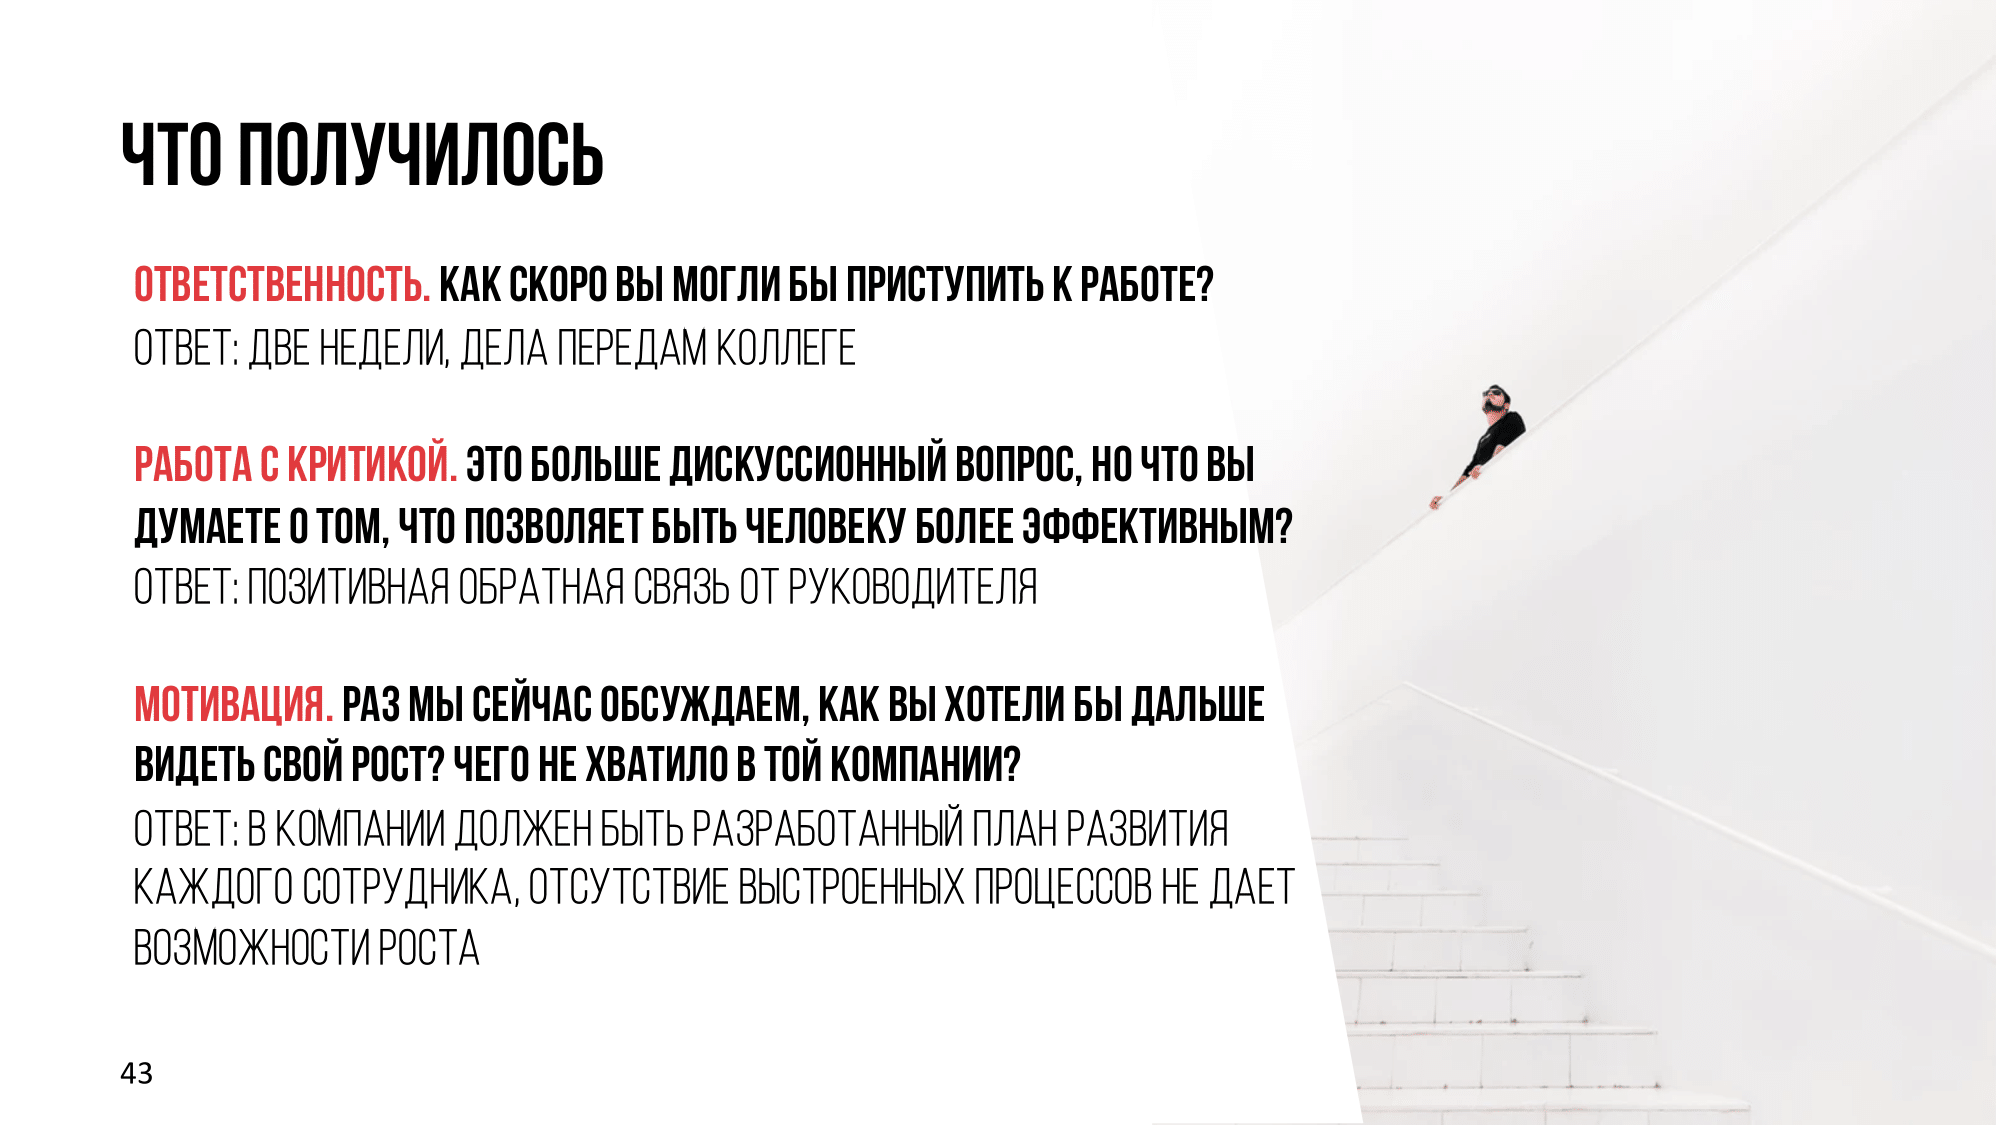 ЧТО ПОЛУЧИЛОСЬ
ОТВЕТСТВЕННОСТЬ. КАК СКОРО ВЫ МОГЛИ БЫ ПРИСТУПИТЬ К РАБОТЕ?
ОТВЕТ: ДВЕ НЕДЕЛИ, ДЕЛА ПЕРЕДАМ КОЛЛЕГЕ
РАБОТА С КРИТИКОЙ. ЭТО БОЛЬШЕ ДИСКУССИОННЫЙ ВОПРОС, НО ЧТО ВЫ
ДУМАЕТЕ О ТОМ, ЧТО ПОЗВОЛЯЕТ БЫТЬ ЧЕЛОВЕКУ БОЛЕЕ ЭФФЕКТИВНЫМ?
ОТВЕТ: ПОЗИТИВНАЯ ОБРАТНАЯ СВЯЗЬ ОТ РУКОВОДИТЕЛЯ
МОТИВАЦИЯ. РАЗ МЫ СЕЙЧАС ОБСУЖДАЕМ, КАК ВЫ ХОТЕЛИ БЫ ДАЛЬШЕ
ВИДЕТЬ СВОЙ РОСТ? ЧЕГО НЕ ХВАТИЛО В ТОЙ КОМПАНИИ?
ОТВЕТ: В КОМПАНИИ ДОЛЖЕН БЫТЬ РАЗРАБОТАННЫЙ ПЛАН РАЗВИТИЯ
КАЖДОГО СОТРУДНИКА, ОТСУТСТВИЕ ВЫСТРОЕННЫХ ПРОЦЕССОВ НЕ ДАЕТ
ВОЗМОЖНОСТИ РОСТА
43